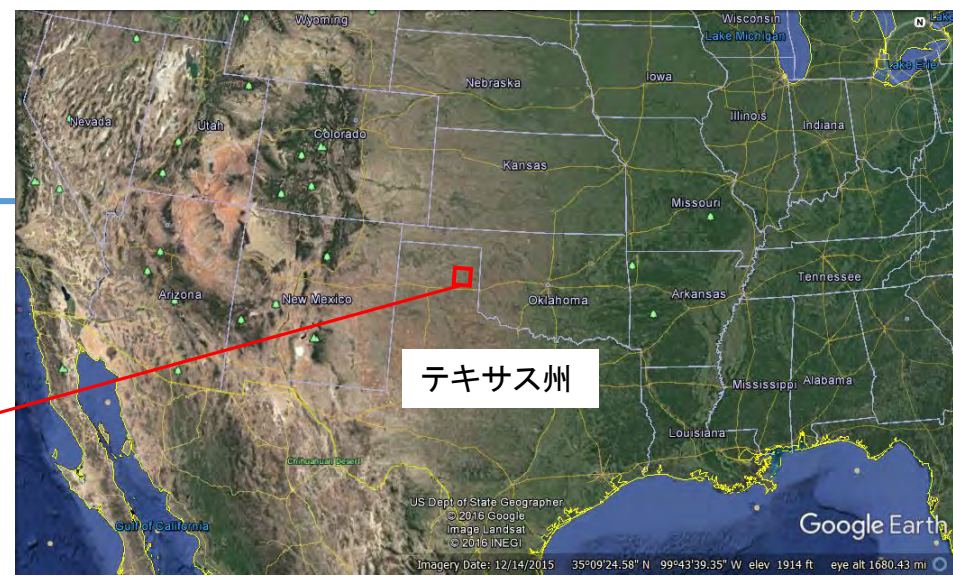 Wyoming
Wisconsin
Lake Michigan
Lake Erie
N
Nebraska
Iowa
Nevada
Utah
Colorado
Illinois
Indiana
Kansas
Missouri
Arizona
New Mexico
Oklahoma
Arkansas
Tennessee
テキサス州
Mississippi
Alabama
Louisiana
Chihuahuan Desert
Gulf of California
US Dept of State Geographer
© 2016 Google
Image Landsat
© 2016 INEGI
Google Earth
Imagery Date: 12/14/2015 35°09'24.58" N 99°43'39.35" W elev 1914 ft eye alt 1680.43 mi